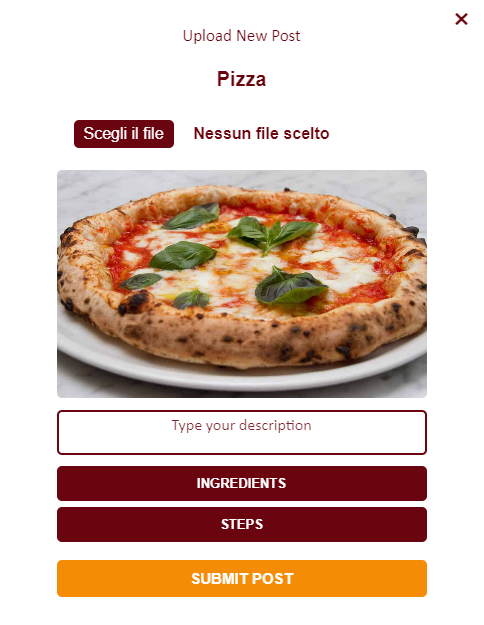 ×
Upload New Post
Pizza
Scegli il file Nessun file scelto
Type your description
INGREDIENTS
STEPS
SUBMIT POST